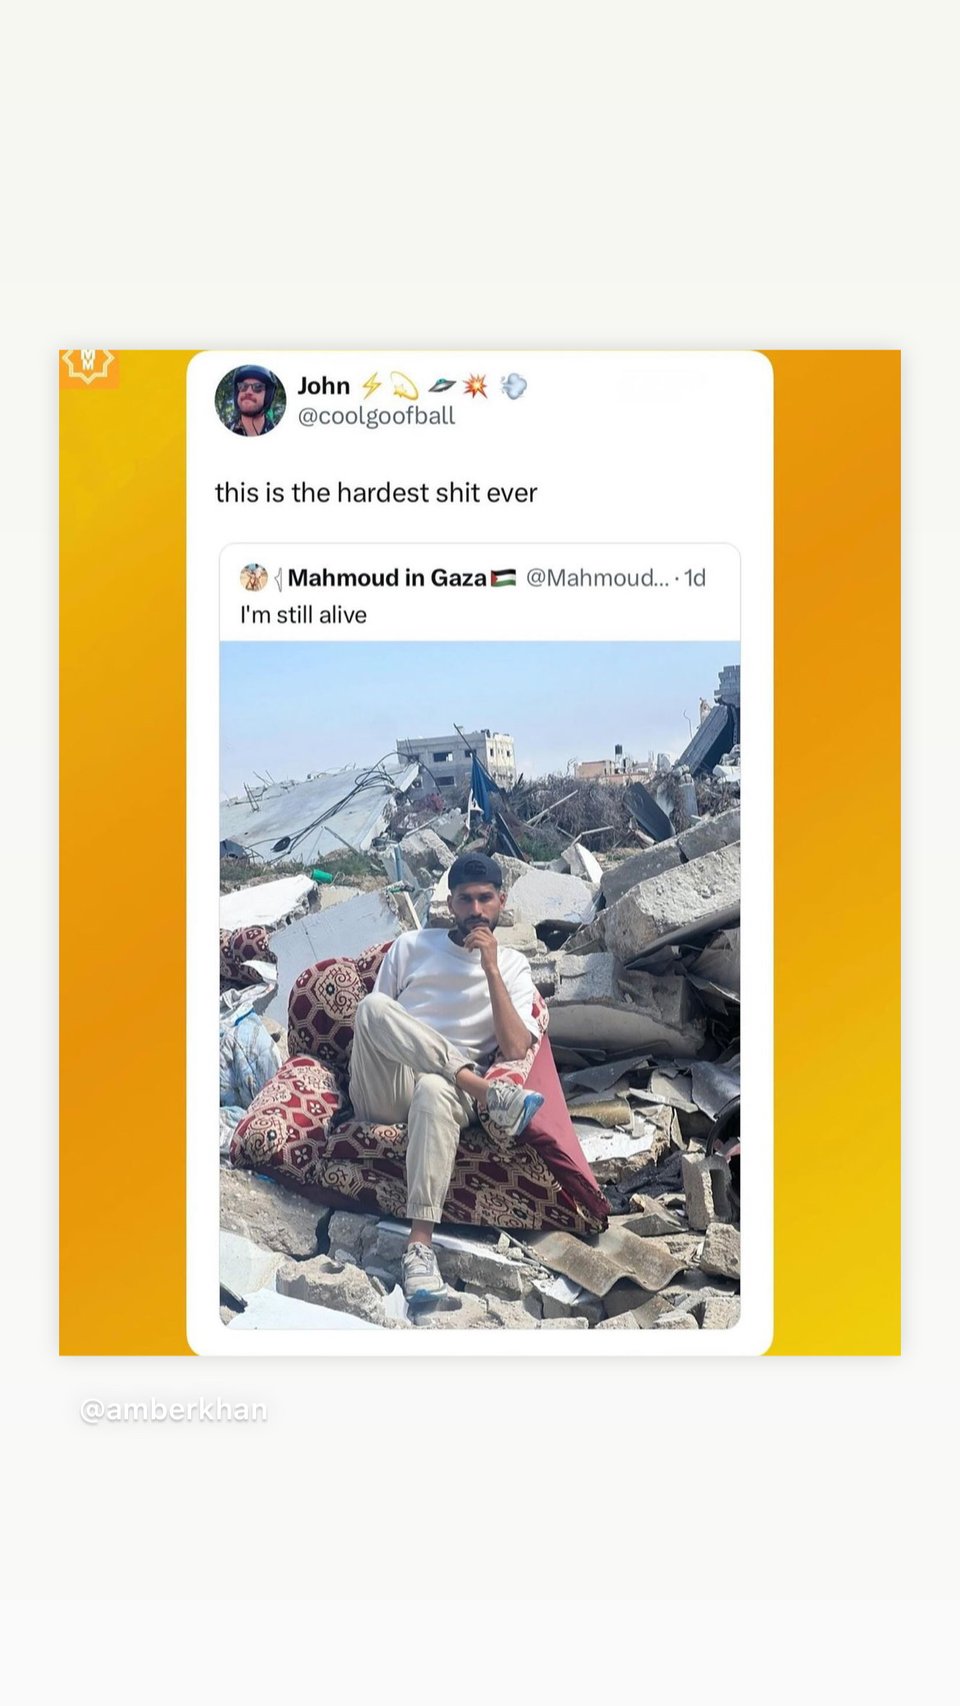 M
M
John ⚡💫🛸💥💨
@coolgoofball
this is the hardest shit ever
Mahmoud in Gaza🇵🇸 @Mahmoud... · 1d
I'm still alive
@amberkhan